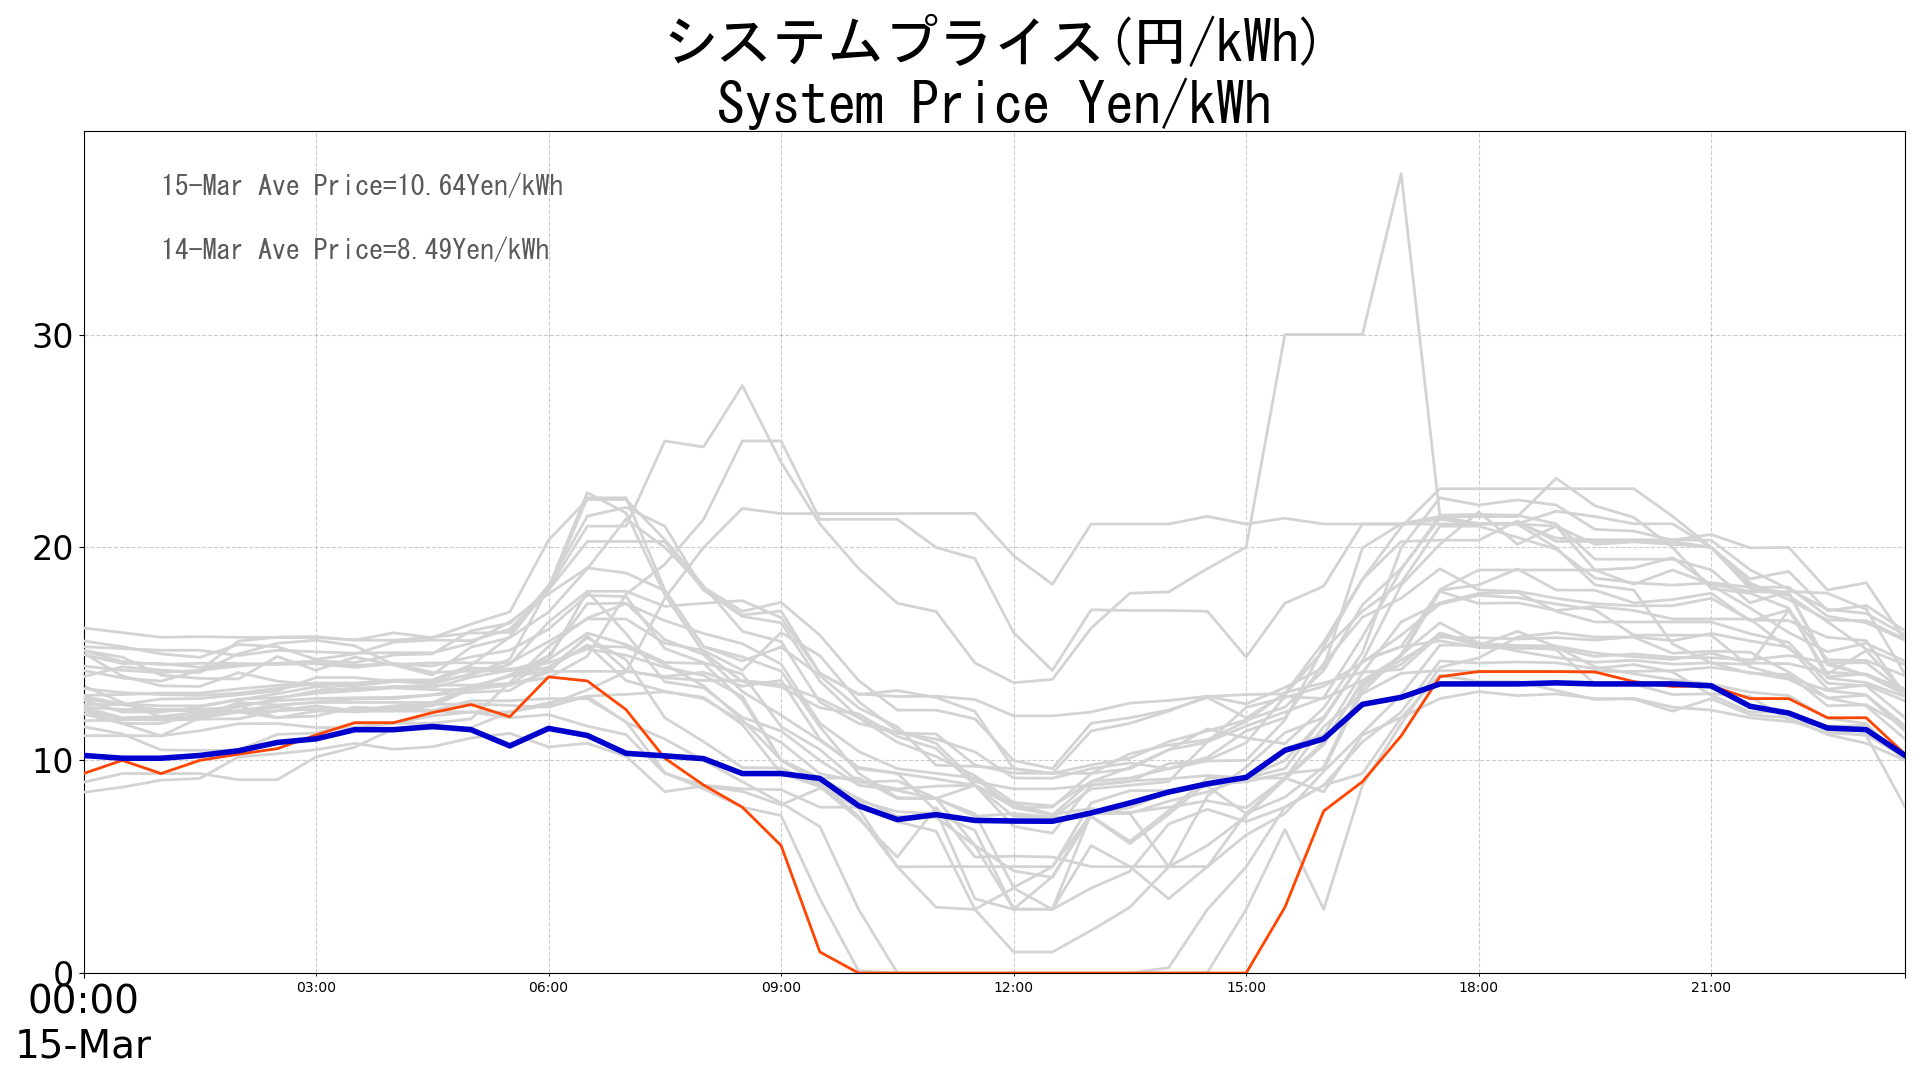 システムプライス(円/kWh)
System Price Yen/kWh
15-Mar Ave Price=10.64Yen/kWh
14-Mar Ave Price=8.49Yen/kWh
30
20
10
0
00:00
03:00
06:00
09:00
12:00
15:00
18:00
21:00
15-Mar